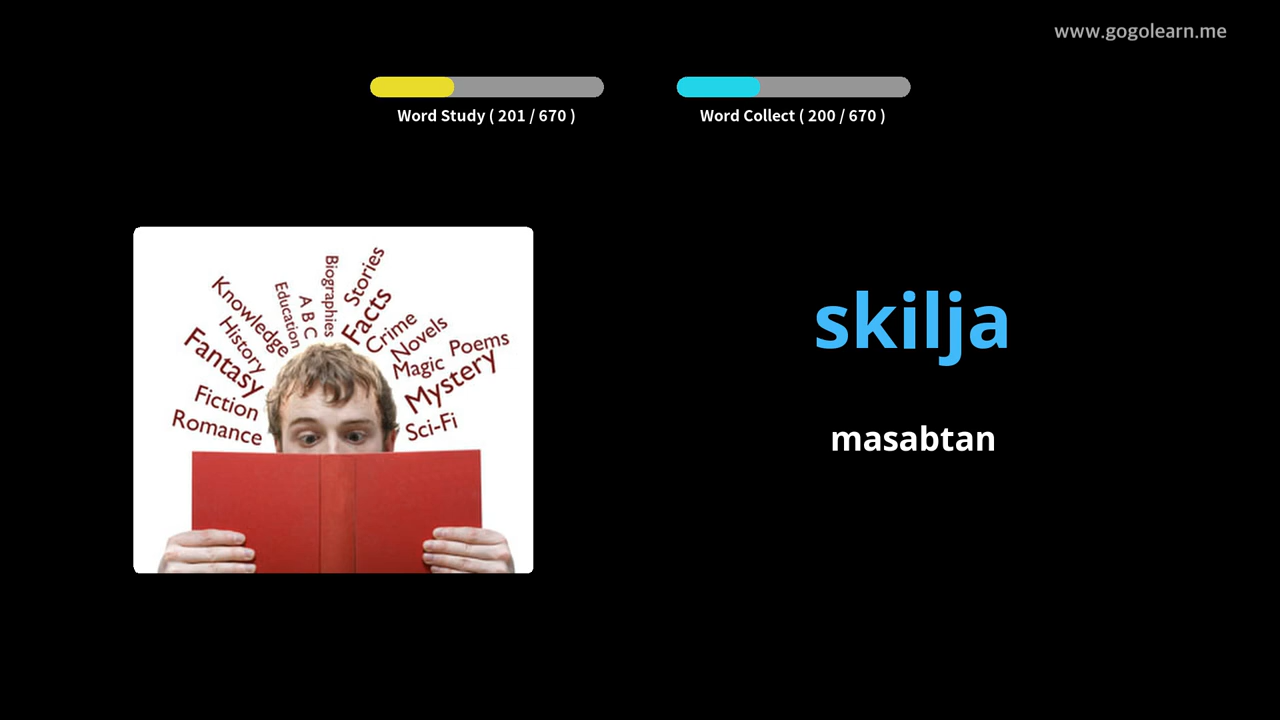 www.gogolearn.me
Word Study ( 201 / 670 )
Word Collect ( 200 / 670 )
Biographies
Stories
Education
A B C
Facts
Knowledge
Crime
History
Novels
Fantasy
Magic
Poems
Mystery
Fiction
Romance
Sci-Fi
skilja
masabtan